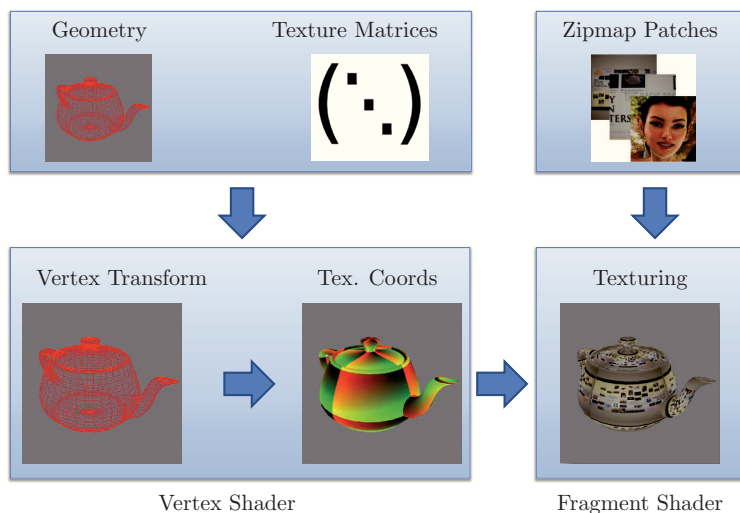 Geometry
Texture Matrices
Zipmap Patches
Vertex Transform
Tex. Coords
Texturing
Vertex Shader
Fragment Shader